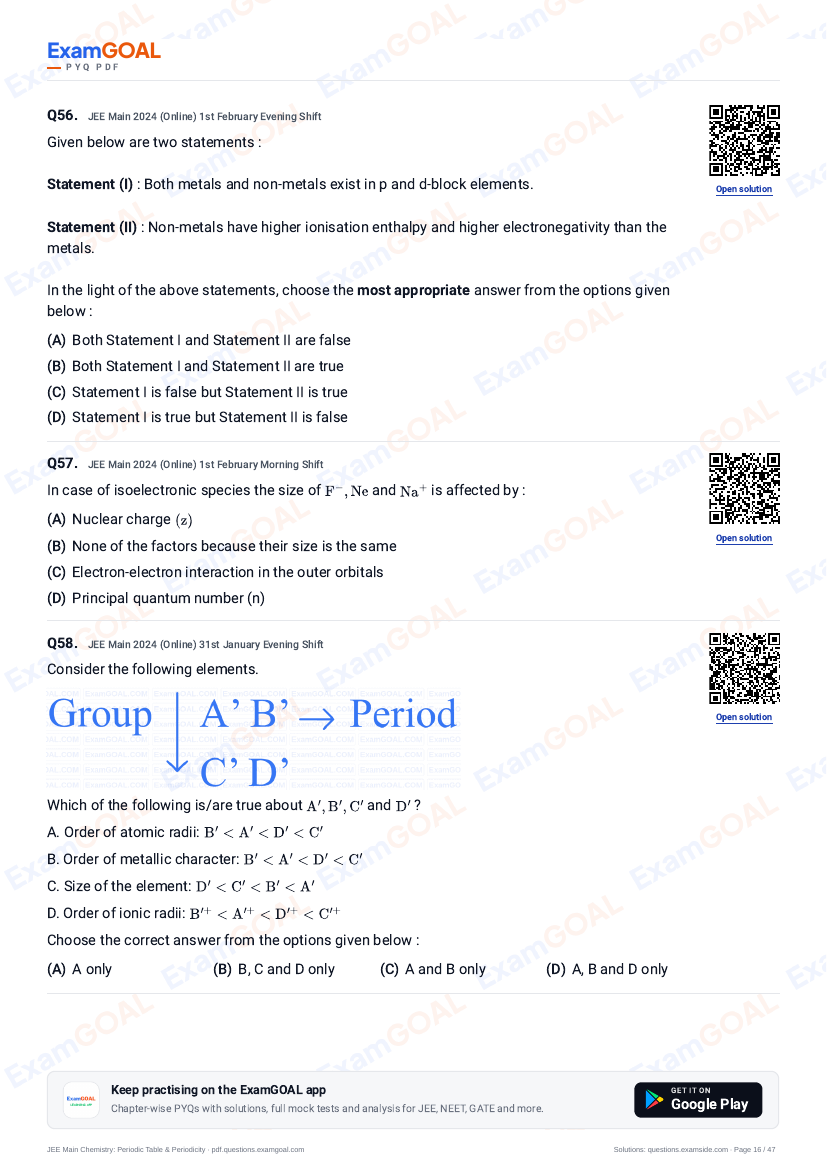 ExamGOAL
PYQ PDF
Q56. JEE Main 2024 (Online) 1st February Evening Shift
Given below are two statements :
Open solution
Statement (I) : Both metals and non-metals exist in p and d-block elements.
Statement (II) : Non-metals have higher ionisation enthalpy and higher electronegativity than the
metals.
In the light of the above statements, choose the most appropriate answer from the options given
below :
(A) Both Statement I and Statement II are false
(B) Both Statement I and Statement II are true
(C) Statement I is false but Statement II is true
(D) Statement I is true but Statement II is false
Q57. JEE Main 2024 (Online) 1st February Morning Shift
In case of isoelectronic species the size of F⁻, Ne and Na⁺ is affected by :
(A) Nuclear charge (z)
(B) None of the factors because their size is the same
Open solution
(C) Electron-electron interaction in the outer orbitals
(D) Principal quantum number (n)
Q58. JEE Main 2024 (Online) 31st January Evening Shift
Consider the following elements.
Open solution
Group ↓ A’ B’ → Period
C’ D’
Which of the following is/are true about A′, B′, C′ and D′ ?
A. Order of atomic radii: B′ < A′ < D′ < C′
B. Order of metallic character: B′ < A′ < D′ < C′
C. Size of the element: D′ < C′ < B′ < A′
D. Order of ionic radii: B′⁺ < A′⁺ < D′⁺ < C′⁺
Choose the correct answer from the options given below :
(A) A only (B) B, C and D only (C) A and B only (D) A, B and D only
Keep practising on the ExamGOAL app
Chapter-wise PYQs with solutions, full mock tests and analysis for JEE, NEET, GATE and more.
GET IT ON
Google Play
JEE Main Chemistry: Periodic Table & Periodicity · pdf.questions.examgoal.com
Solutions: questions.examside.com · Page 16 / 47